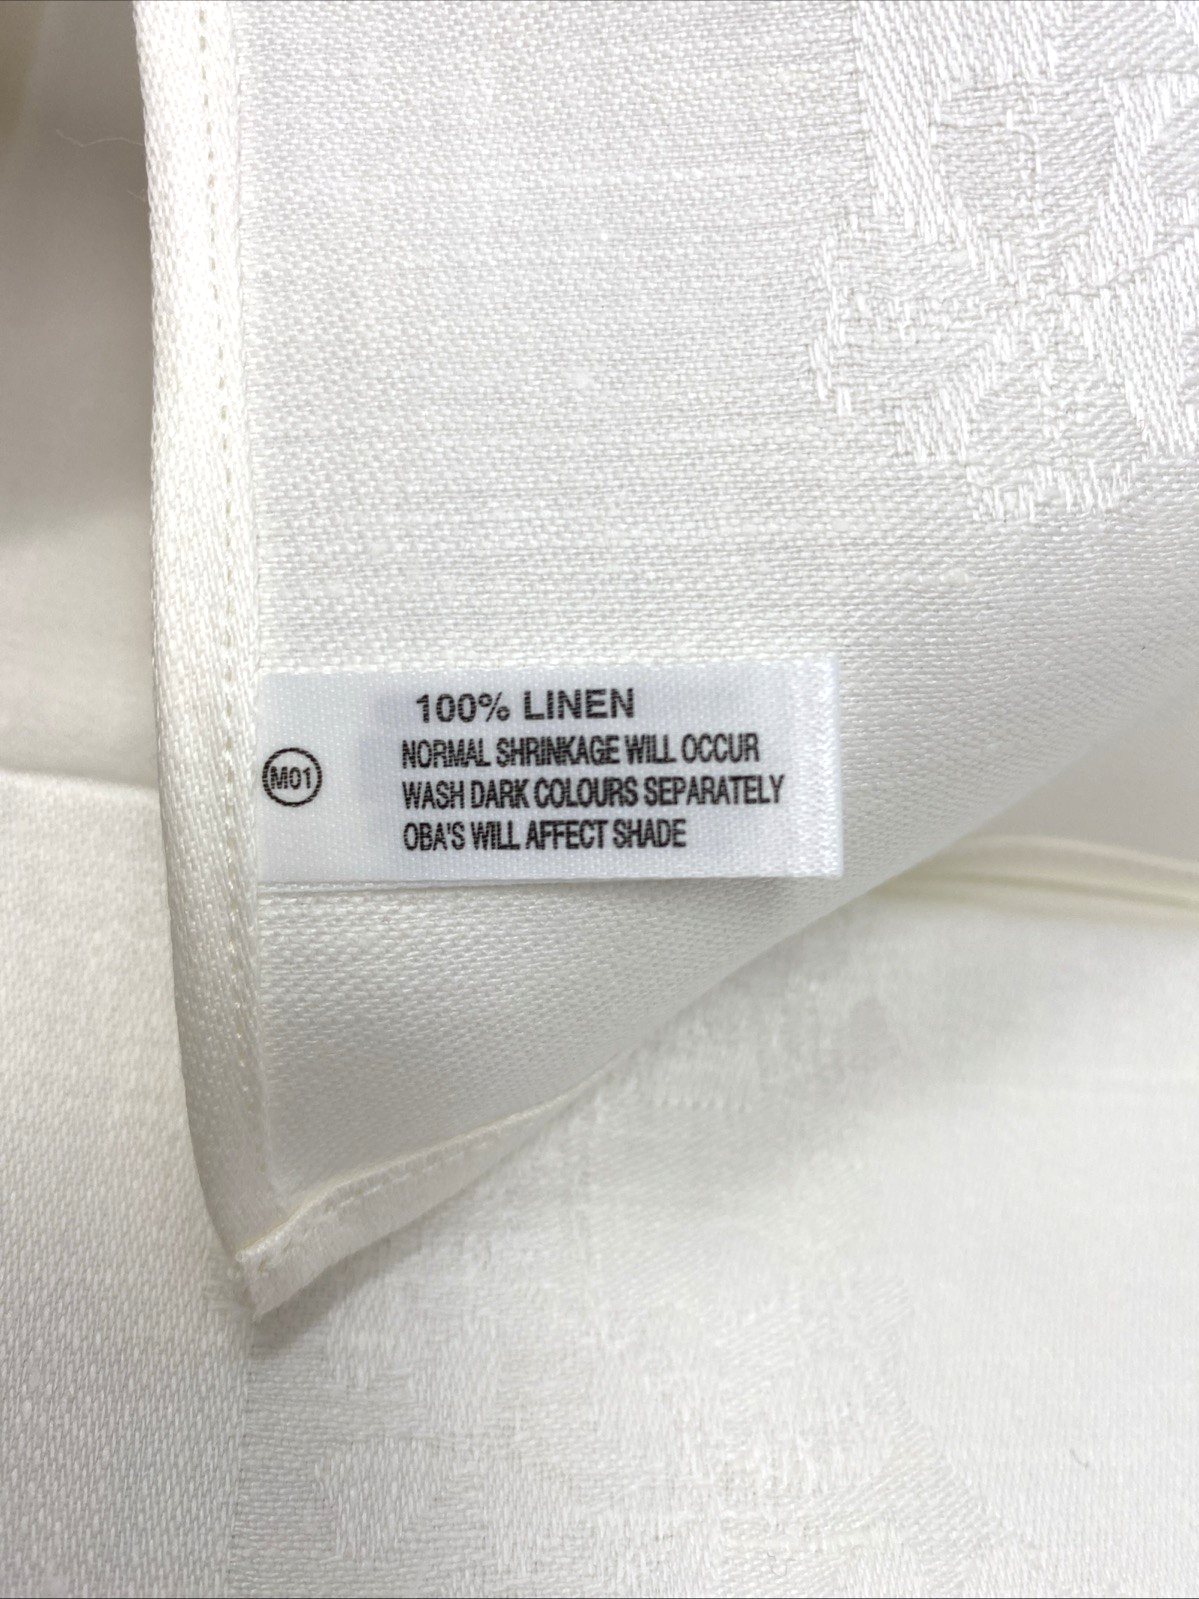 100% LINEN
NORMAL SHRINKAGE WILL OCCUR
M01
WASH DARK COLOURS SEPARATELY
OBA'S WILL AFFECT SHADE